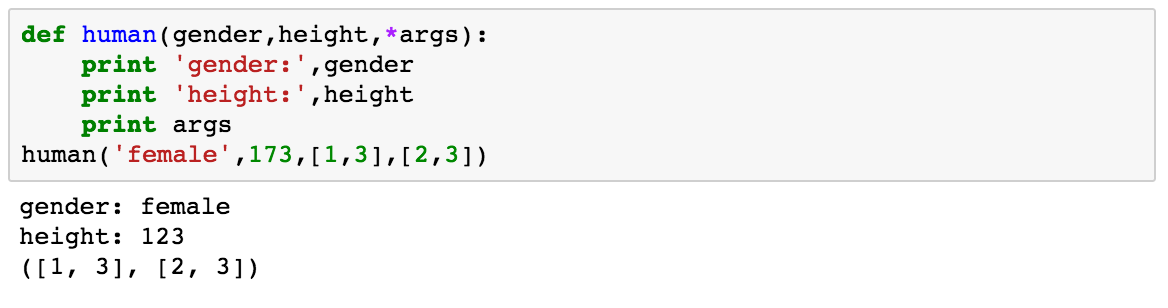 def human(gender,height,*args):
    print 'gender:',gender
    print 'height:',height
    print args
human('female',173,[1,3],[2,3])
gender: female
height: 123
([1, 3], [2, 3])